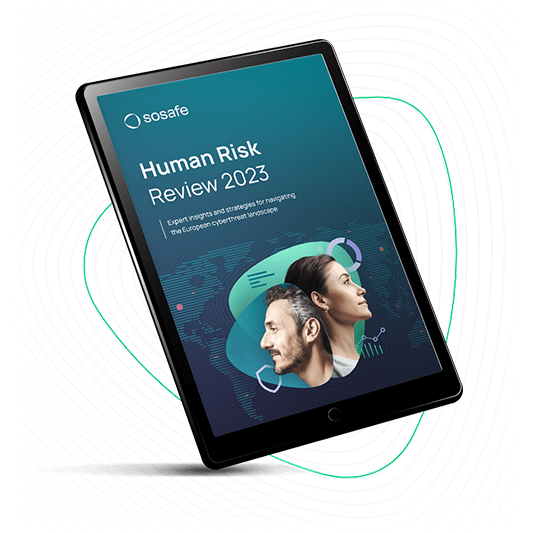 sosafe
Human Risk
Review 2023
Expert insights and strategies for navigating
the European cyberthreat landscape